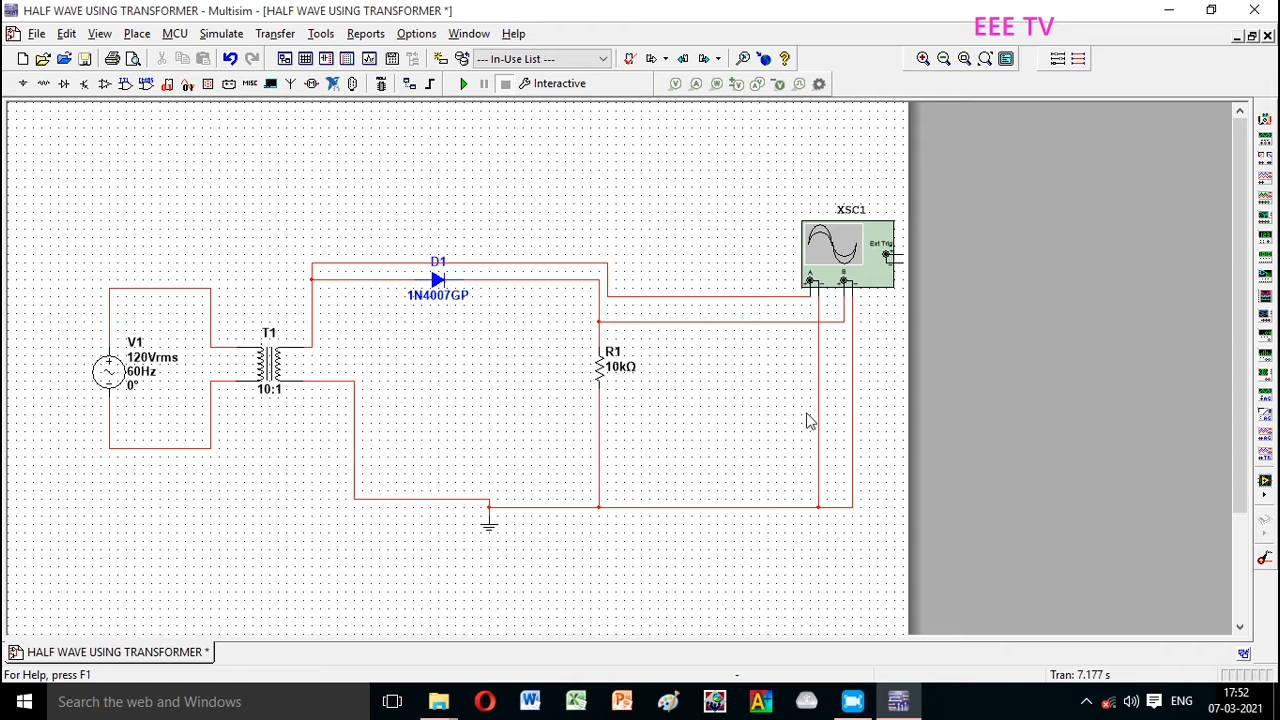 HALF WAVE USING TRANSFORMER - Multisim - [HALF WAVE USING TRANSFORMER *]
EEE TV
File Edit View Place MCU Simulate Transfer Tools Reports Options Window Help
--- In-Use List ---
MISC Interactive
XSC1
Ext Trig
A B
D1
1N4007GP
T1
10:1
V1
120Vrms
60Hz
0°
R1
10kΩ
HALF WAVE USING TRANSFORMER *
For Help, press F1
-
Tran: 7.177 s
Search the web and Windows
ENG
17:52
07-03-2021